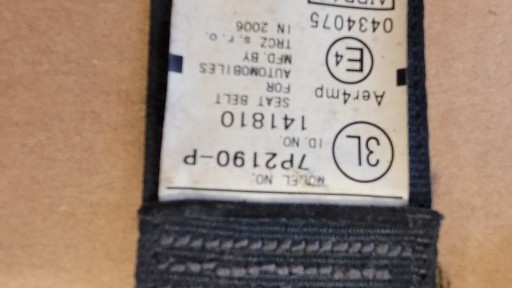 MODEL NO.
7P2190-P
3L
ID. NO.
141810
SEAT BELT
FOR
AUTOMOBILES
Aer4mp
E4
MFD. BY
TRCZ s.r.o.
IN 2006
0434075